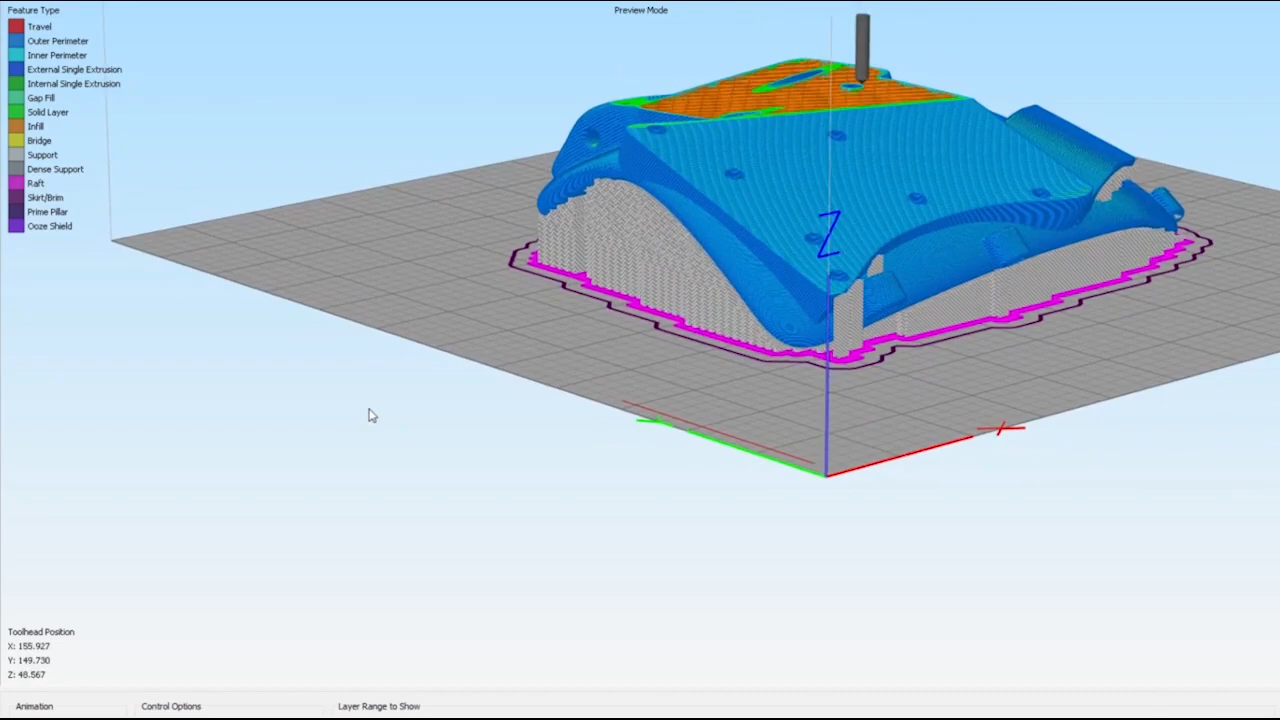 Feature Type
Preview Mode
Travel
Outer Perimeter
Inner Perimeter
External Single Extrusion
Internal Single Extrusion
Gap Fill
Solid Layer
Infill
Bridge
Support
Dense Support
Raft
Skirt/Brim
Prime Pillar
Ooze Shield
Z
Toolhead Position
X: 155.927
Y: 149.730
Z: 48.567
Animation
Control Options
Layer Range to Show